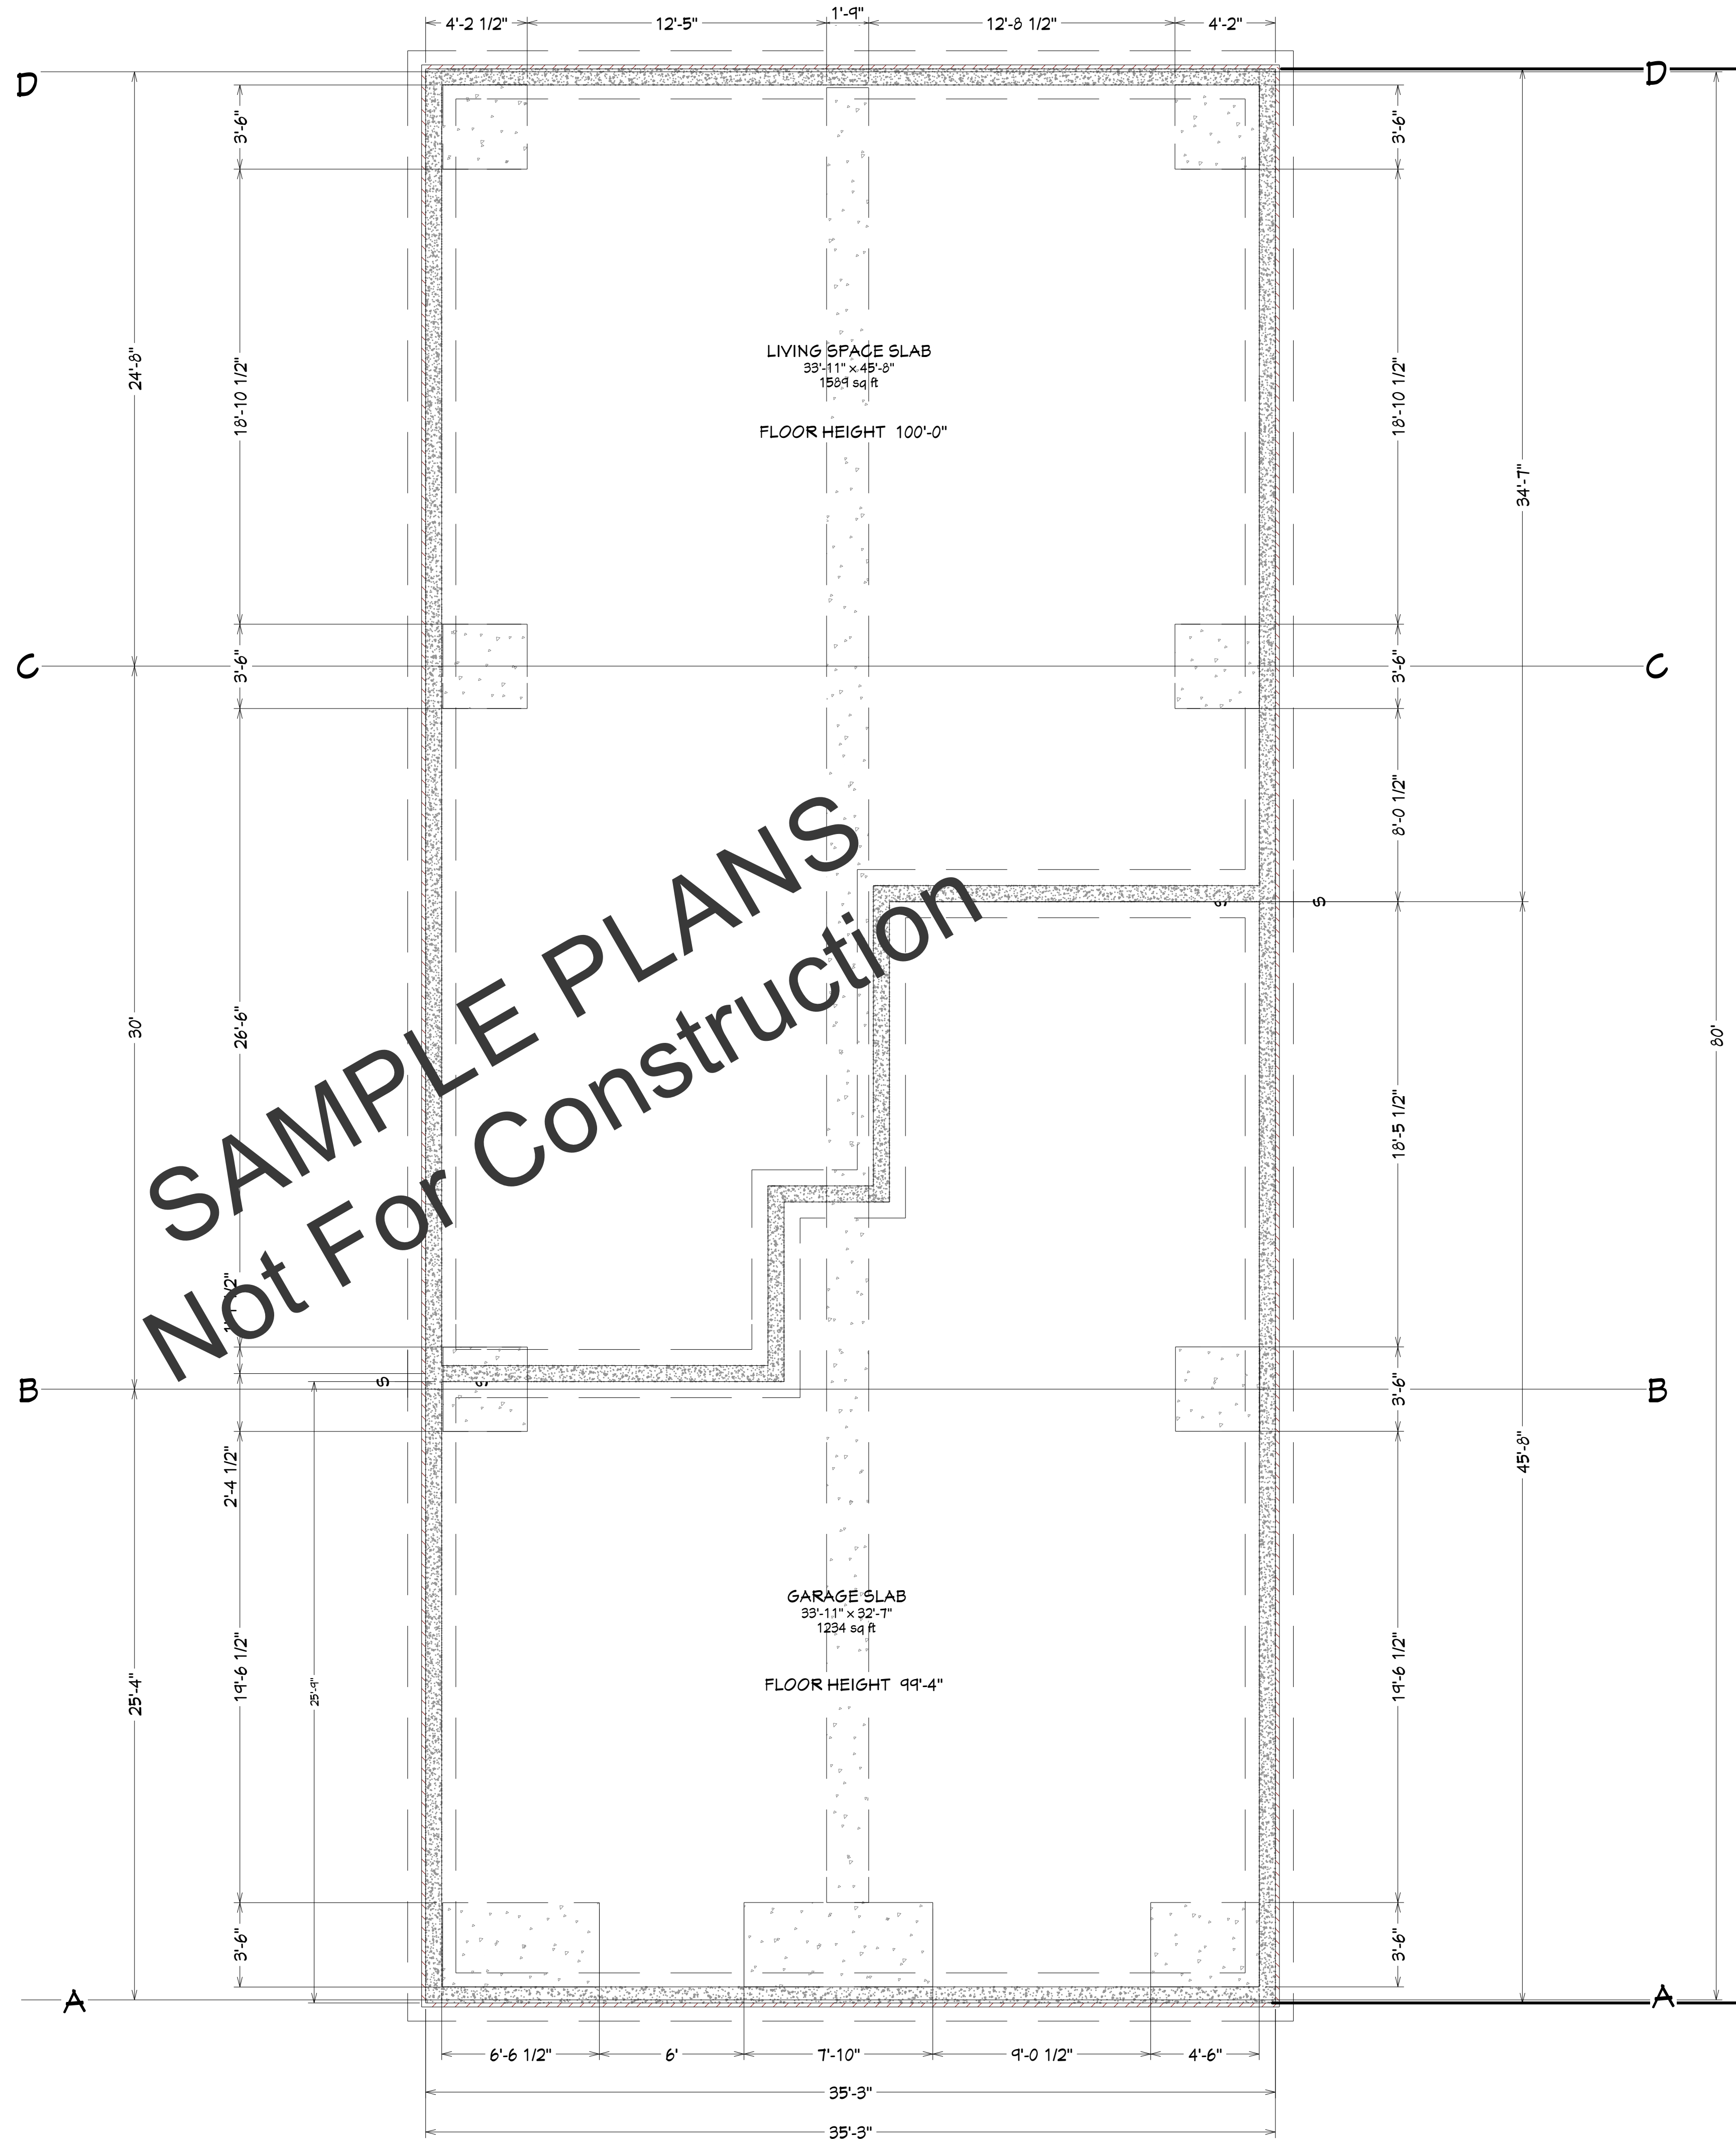 4'-2 1/2" 12'-5" 1'-9" 12'-8 1/2" 4'-2"
D D
3'-6" 3'-6"
24'-8"
18'-10 1/2" 18'-10 1/2"
LIVING SPACE SLAB
33'-11" x 45'-8"
1589 sq ft
FLOOR HEIGHT 100'-0"
34'-7"
C 3'-6" 3'-6" C
8'-0 1/2"
S S
SAMPLE PLANS
Not For Construction
30' 26'-6" 80'
18'-5 1/2"
S S
B 3'-6" B
2'-4 1/2" 45'-8"
GARAGE SLAB
33'-11" x 32'-7"
1234 sq ft
FLOOR HEIGHT 99'-4"
25'-4" 19'-6 1/2" 25'-9" 19'-6 1/2"
3'-6" 3'-6"
A A
6'-6 1/2" 6' 7'-10" 9'-0 1/2" 4'-6"
35'-3"
35'-3"